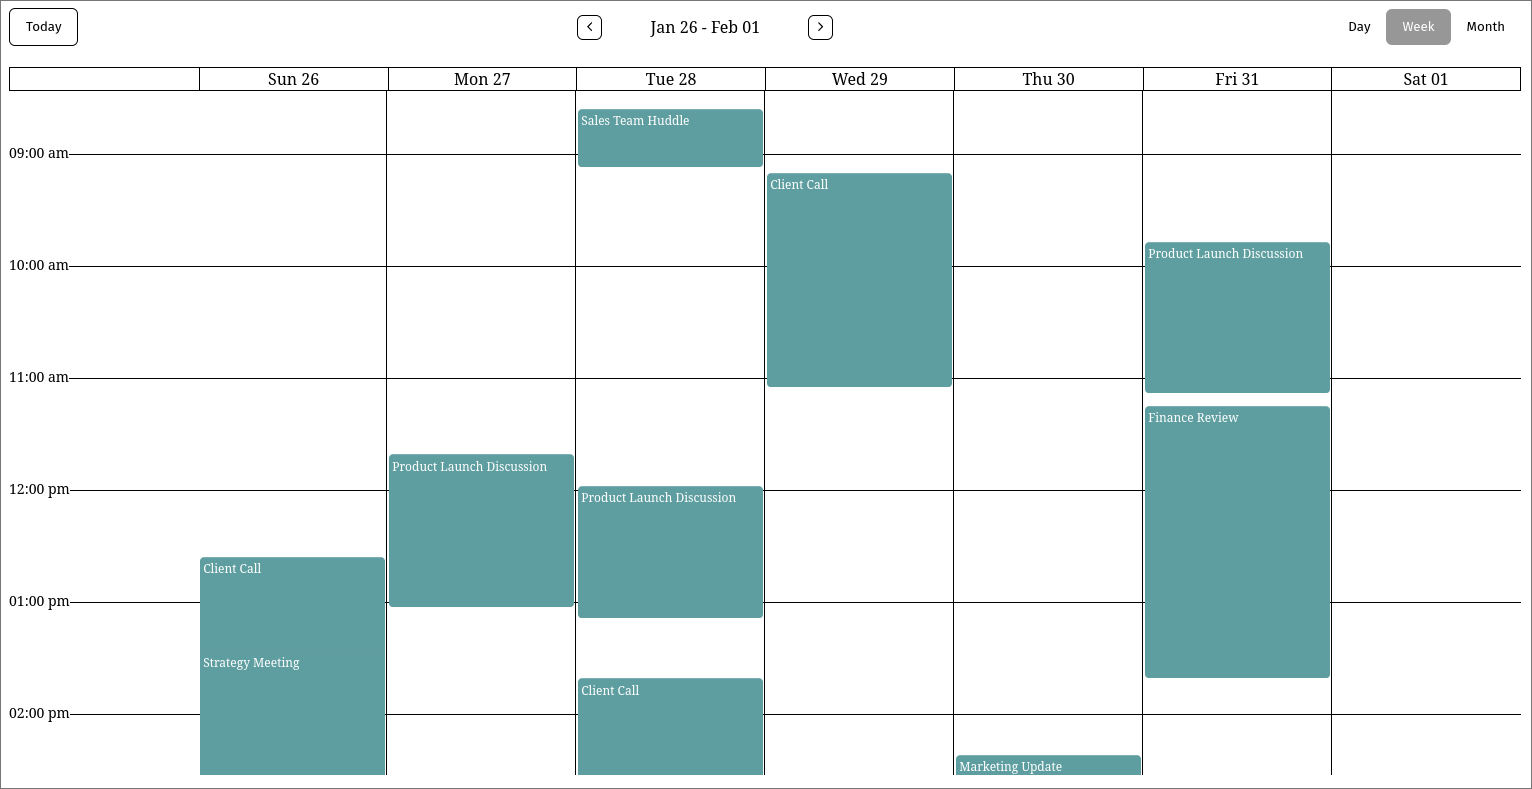 Today
Jan 26 - Feb 01
Day
Week
Month
Sun 26
Mon 27
Tue 28
Wed 29
Thu 30
Fri 31
Sat 01
Sales Team Huddle
09:00 am
Client Call
Product Launch Discussion
10:00 am
11:00 am
Finance Review
Product Launch Discussion
12:00 pm
Product Launch Discussion
Client Call
01:00 pm
Strategy Meeting
Client Call
02:00 pm
Marketing Update